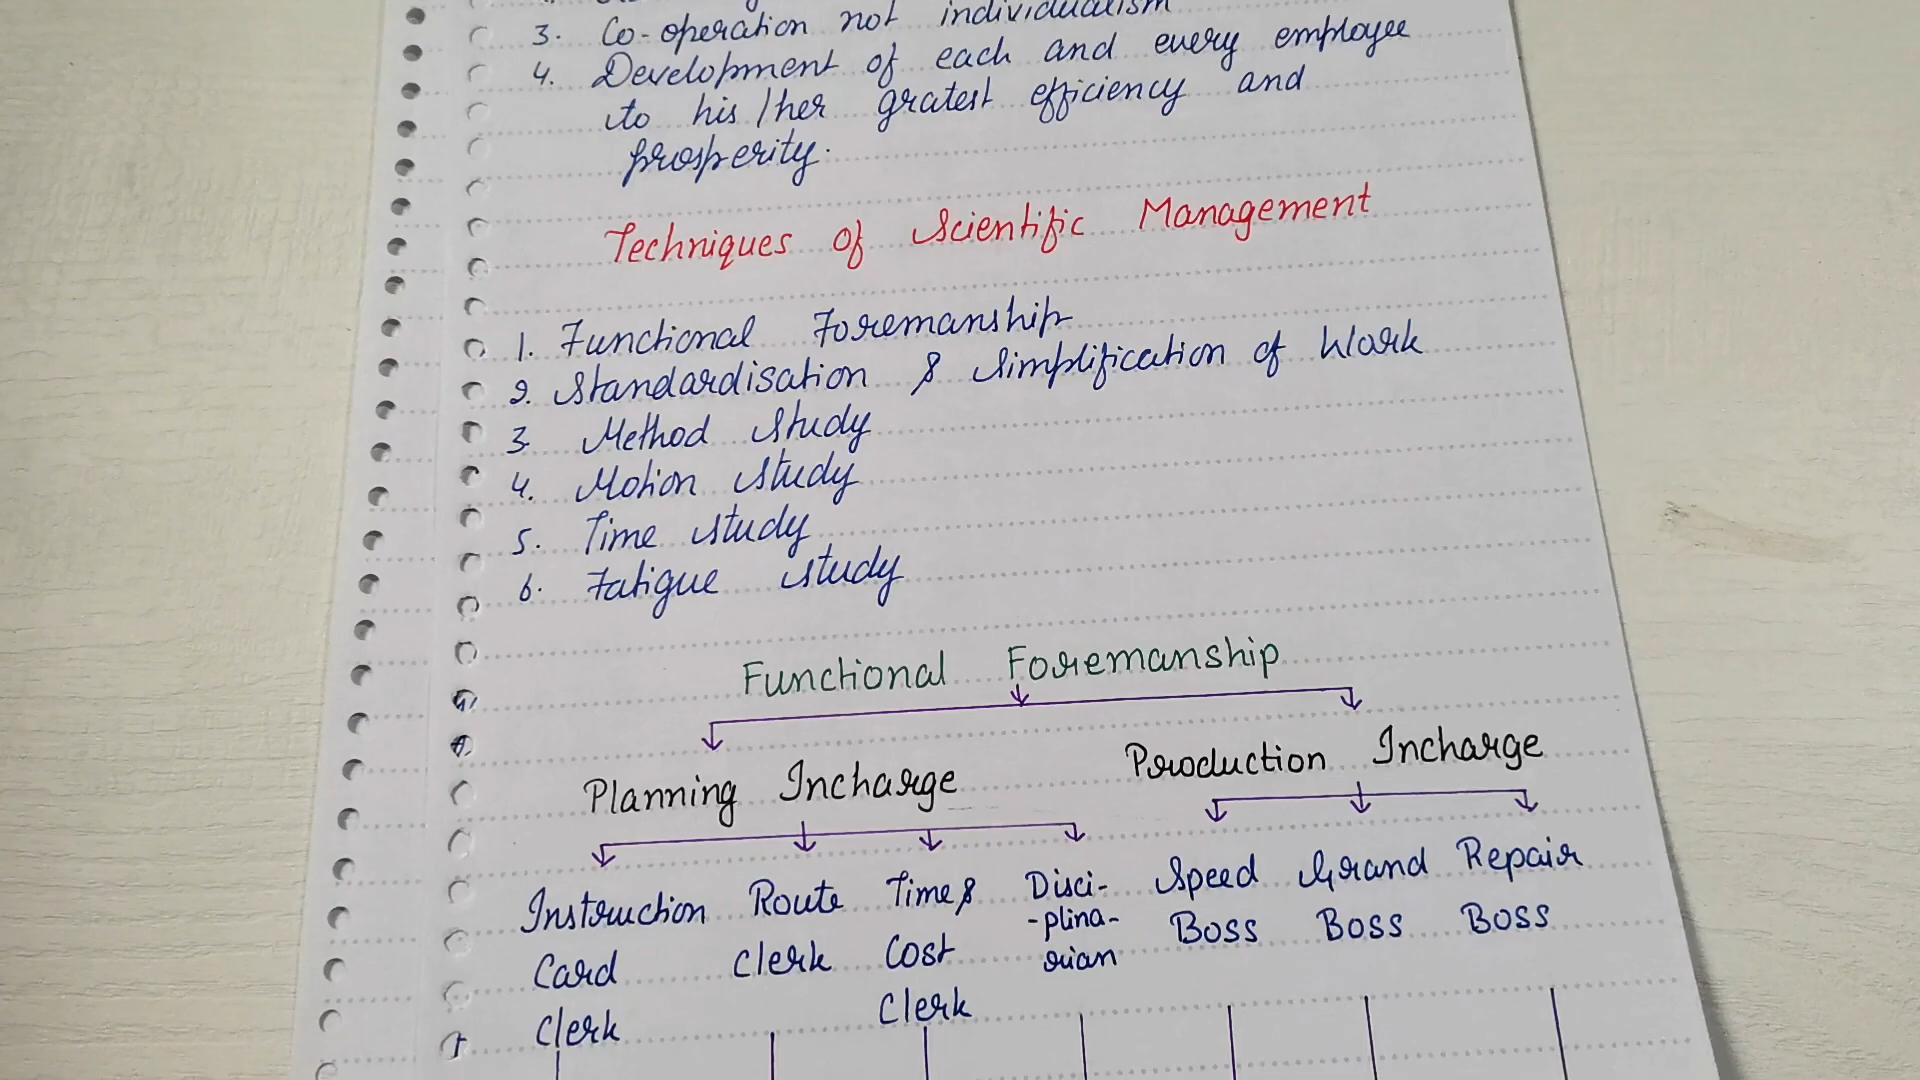 3. Co-operation not individualism
4. Development of each and every employee
to his/her gratest efficiency and
prosperity.
Techniques of Scientific Management
1. Functional Foremanship
2. Standardisation & Simplification of Work
3. Method Study
4. Motion Study
5. Time Study
6. Fatigue Study
Functional Foremanship
Planning Incharge Production Incharge
Instruction Route Time & Disci- Speed Grand Repair
Card Clerk Cost -plina- Boss Boss Boss
Clerk Clerk rian